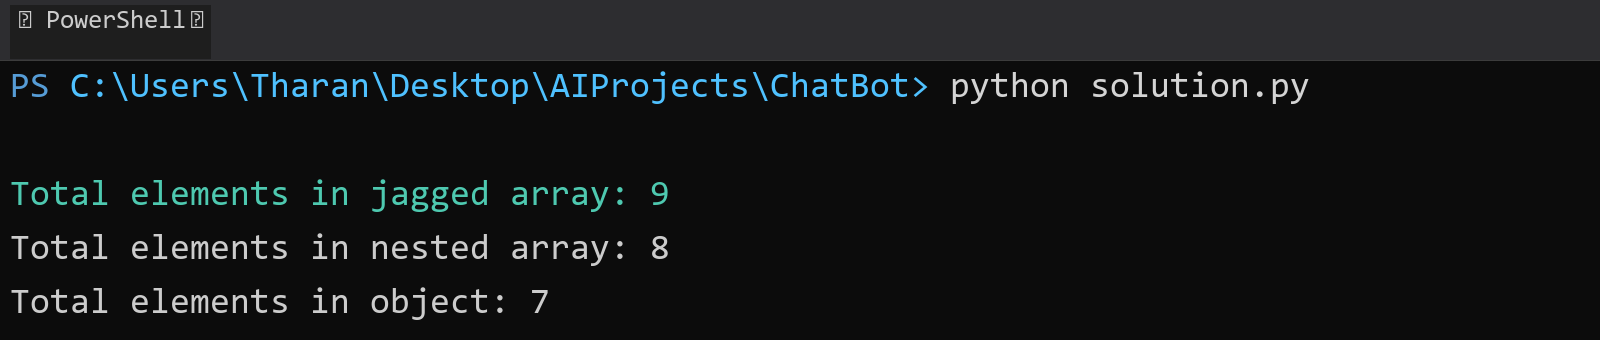 PowerShell
PS C:\Users\Tharan\Desktop\AIProjects\ChatBot> python solution.py
Total elements in jagged array: 9
Total elements in nested array: 8
Total elements in object: 7